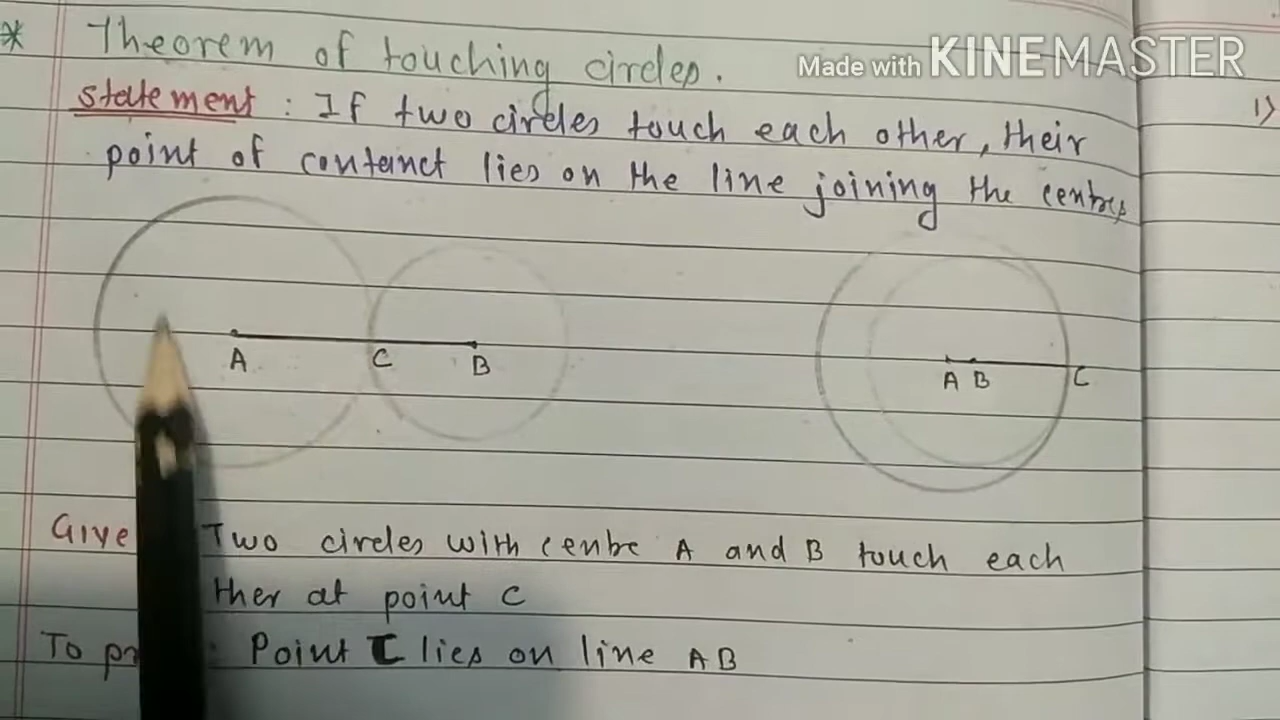 * Theorem of touching circles.
Made with KINEMASTER
statement : If two circles touch each other, their
1)
point of contanct lies on the line joining the centres
A C B
A B C
Give Two circles with centre A and B touch each
ther at point C
To pr : Point C lies on line AB